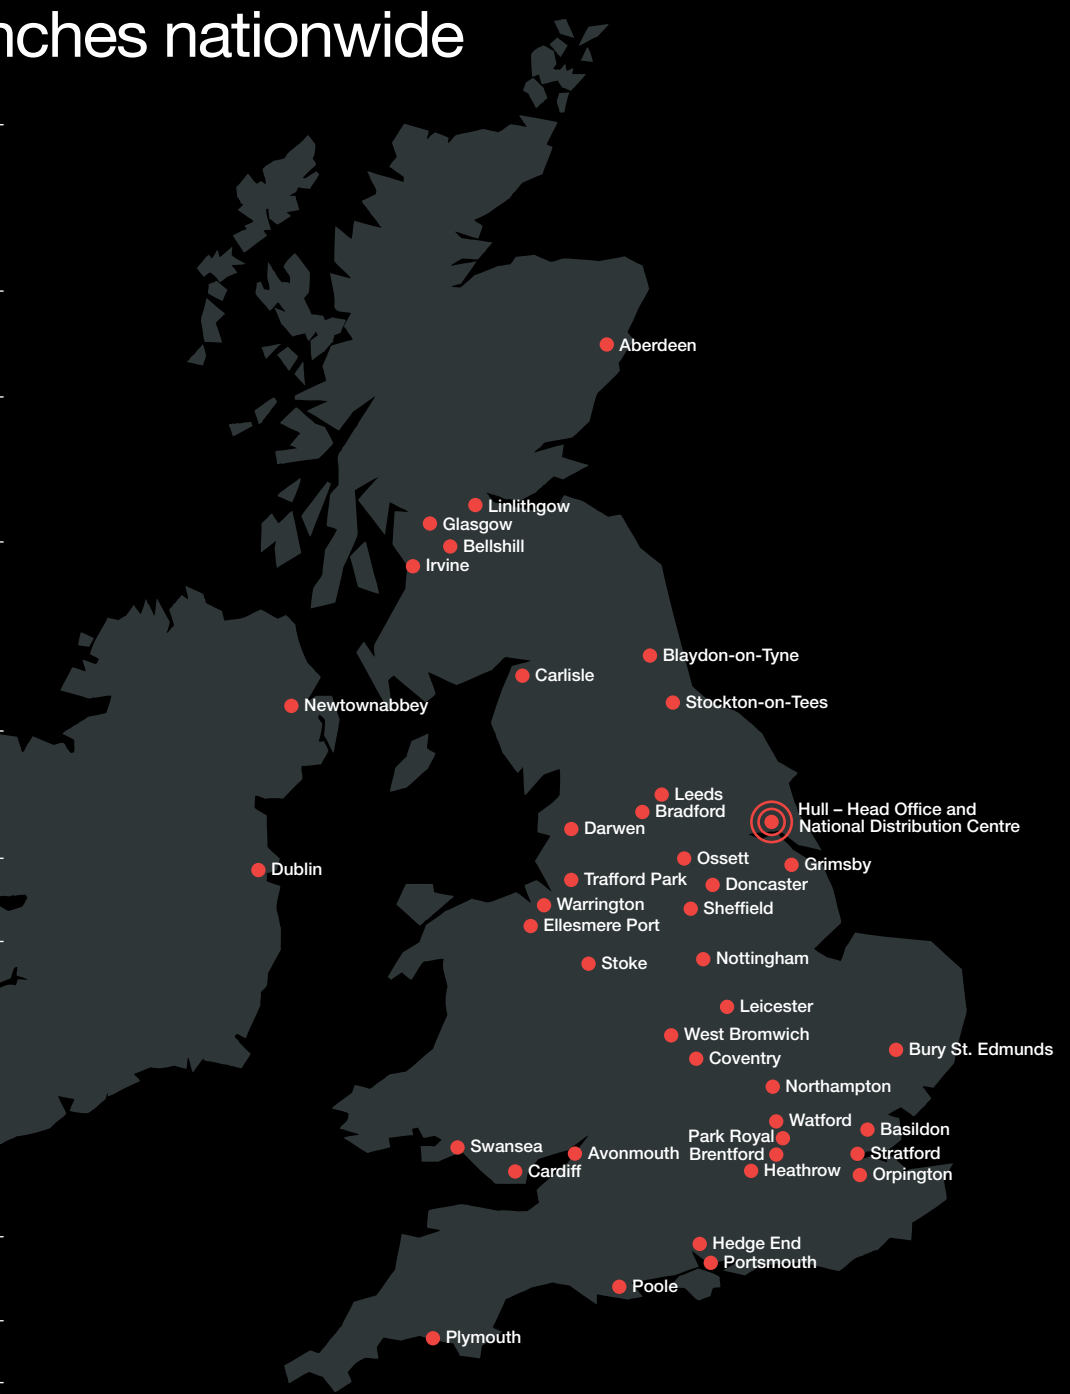 nches nationwide
Aberdeen
Linlithgow
Glasgow
Bellshill
Irvine
Blaydon-on-Tyne
Carlisle
Stockton-on-Tees
Newtownabbey
Leeds
Hull – Head Office and
National Distribution Centre
Bradford
Darwen
Ossett
Grimsby
Dublin
Trafford Park
Doncaster
Warrington
Sheffield
Ellesmere Port
Nottingham
Stoke
Leicester
West Bromwich
Bury St. Edmunds
Coventry
Northampton
Watford
Basildon
Park Royal
Swansea
Avonmouth
Brentford
Stratford
Cardiff
Heathrow
Orpington
Hedge End
Portsmouth
Poole
Plymouth